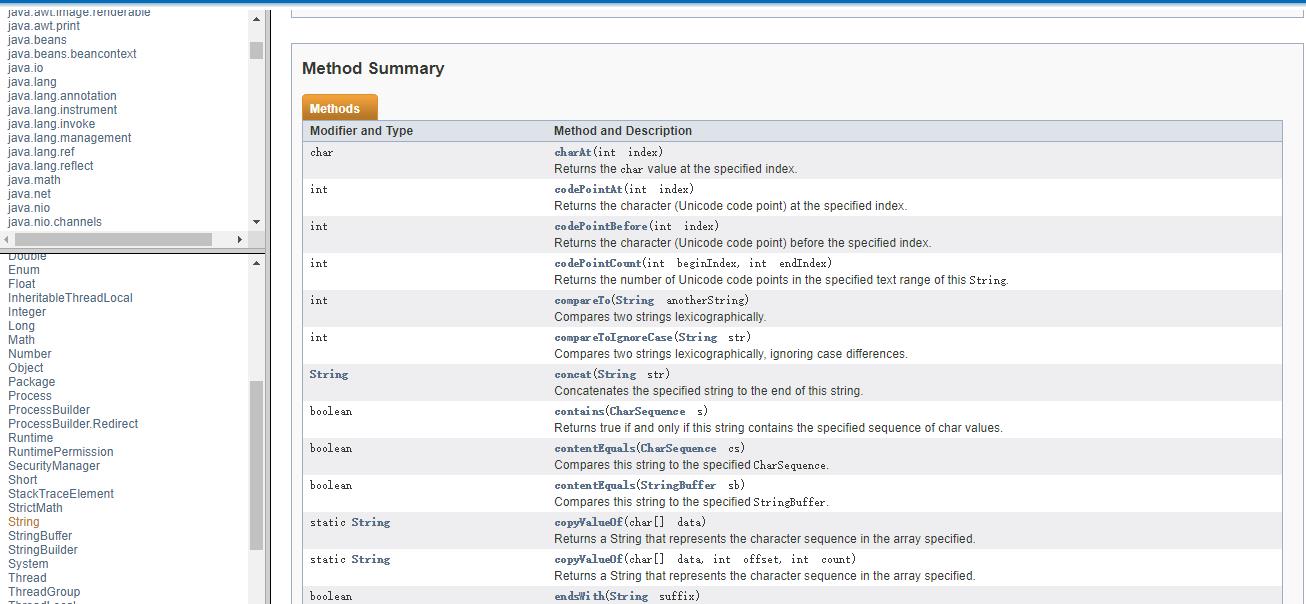 java.awt.image.renderable
java.awt.print
java.beans
java.beans.beancontext
java.io
java.lang
java.lang.annotation
java.lang.instrument
java.lang.invoke
java.lang.management
java.lang.ref
java.lang.reflect
java.math
java.net
java.nio
java.nio.channels
Double
Enum
Float
InheritableThreadLocal
Integer
Long
Math
Number
Object
Package
Process
ProcessBuilder
ProcessBuilder.Redirect
Runtime
RuntimePermission
SecurityManager
Short
StackTraceElement
StrictMath
String
StringBuffer
StringBuilder
System
Thread
ThreadGroup
ThreadLocal
Method Summary
Methods
Modifier and Type Method and Description
char charAt(int index)
Returns the char value at the specified index.
int codePointAt(int index)
Returns the character (Unicode code point) at the specified index.
int codePointBefore(int index)
Returns the character (Unicode code point) before the specified index.
int codePointCount(int beginIndex, int endIndex)
Returns the number of Unicode code points in the specified text range of this String.
int compareTo(String anotherString)
Compares two strings lexicographically.
int compareToIgnoreCase(String str)
Compares two strings lexicographically, ignoring case differences.
String concat(String str)
Concatenates the specified string to the end of this string.
boolean contains(CharSequence s)
Returns true if and only if this string contains the specified sequence of char values.
boolean contentEquals(CharSequence cs)
Compares this string to the specified CharSequence.
boolean contentEquals(StringBuffer sb)
Compares this string to the specified StringBuffer.
static String copyValueOf(char[] data)
Returns a String that represents the character sequence in the array specified.
static String copyValueOf(char[] data, int offset, int count)
Returns a String that represents the character sequence in the array specified.
boolean endsWith(String suffix)